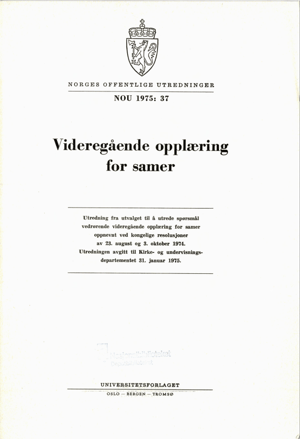 NORGES OFFENTLIGE UTREDNINGER
NOU 1975: 37
Videregående opplæring
for samer
Utredning fra utvalget til å utrede spørsmål
vedrørende videregående opplæring for samer
oppnevnt ved kongelige resolusjoner
av 23. august og 3. oktober 1974.
Utredningen avgitt til Kirke- og undervisnings-
departementet 21. januar 1975.
UNIVERSITETSFORLAGET
OSLO – BERGEN – TROMSØ